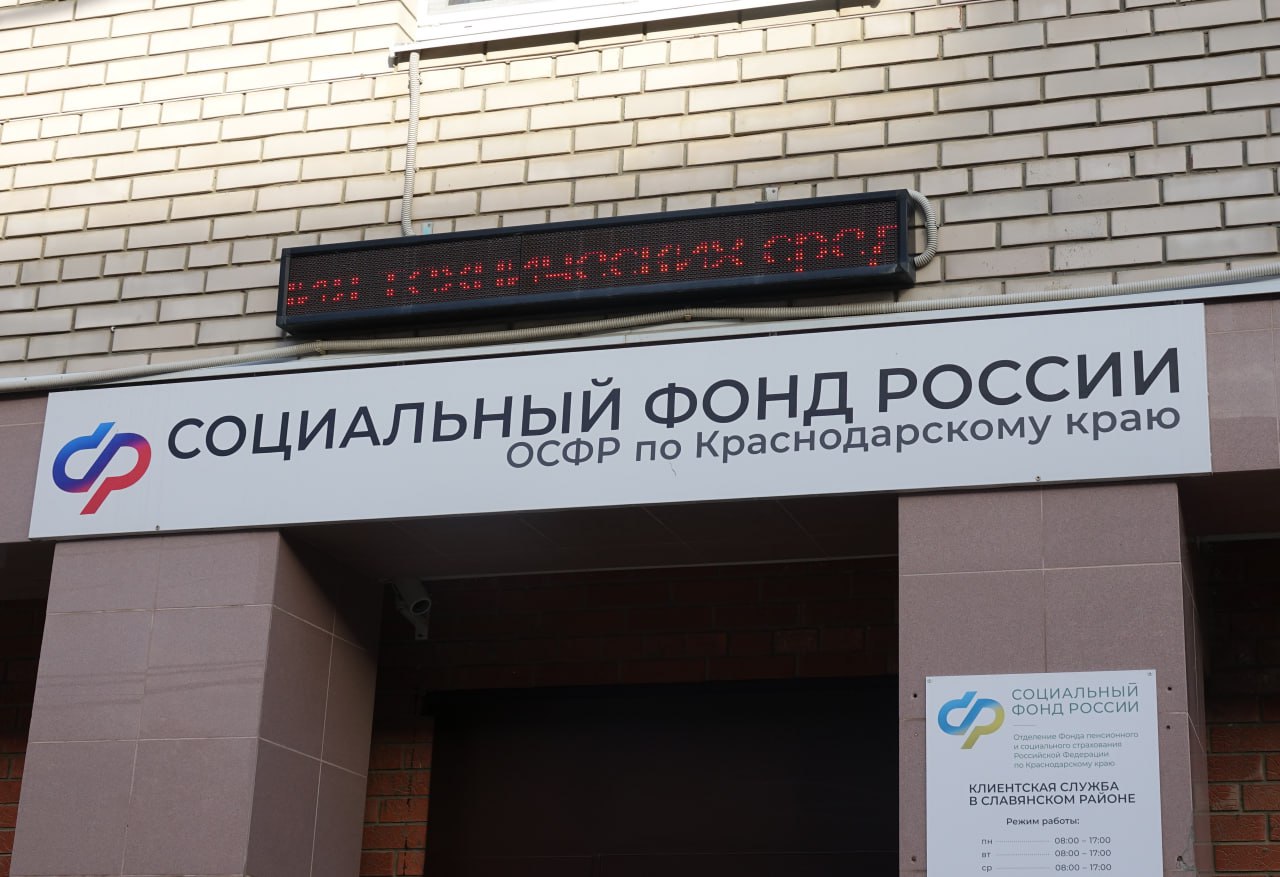 технических сред
СОЦИАЛЬНЫЙ ФОНД РОССИИ
ОСФР по Краснодарскому краю
СОЦИАЛЬНЫЙ
ФОНД РОССИИ
Отделение Фонда пенсионного
и социального страхования
Российской Федерации
по Краснодарскому краю
КЛИЕНТСКАЯ СЛУЖБА
В СЛАВЯНСКОМ РАЙОНЕ
Режим работы:
пн 08:00 – 17:00
вт 08:00 – 17:00
ср 08:00 – 17:00